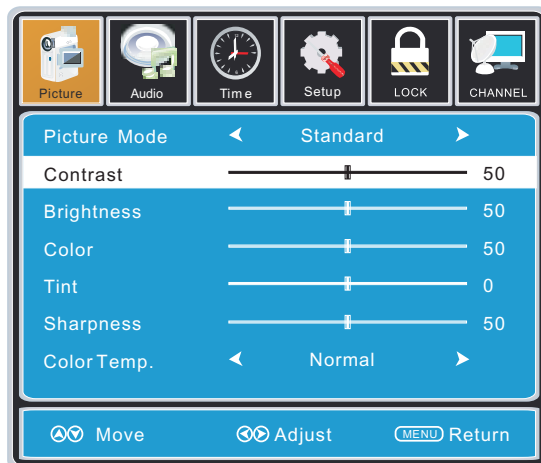 Picture Audio Time Setup LOCK CHANNEL
Picture Mode Standard
Contrast 50
Brightness 50
Color 50
Tint 0
Sharpness 50
Color Temp. Normal
Move Adjust MENU Return